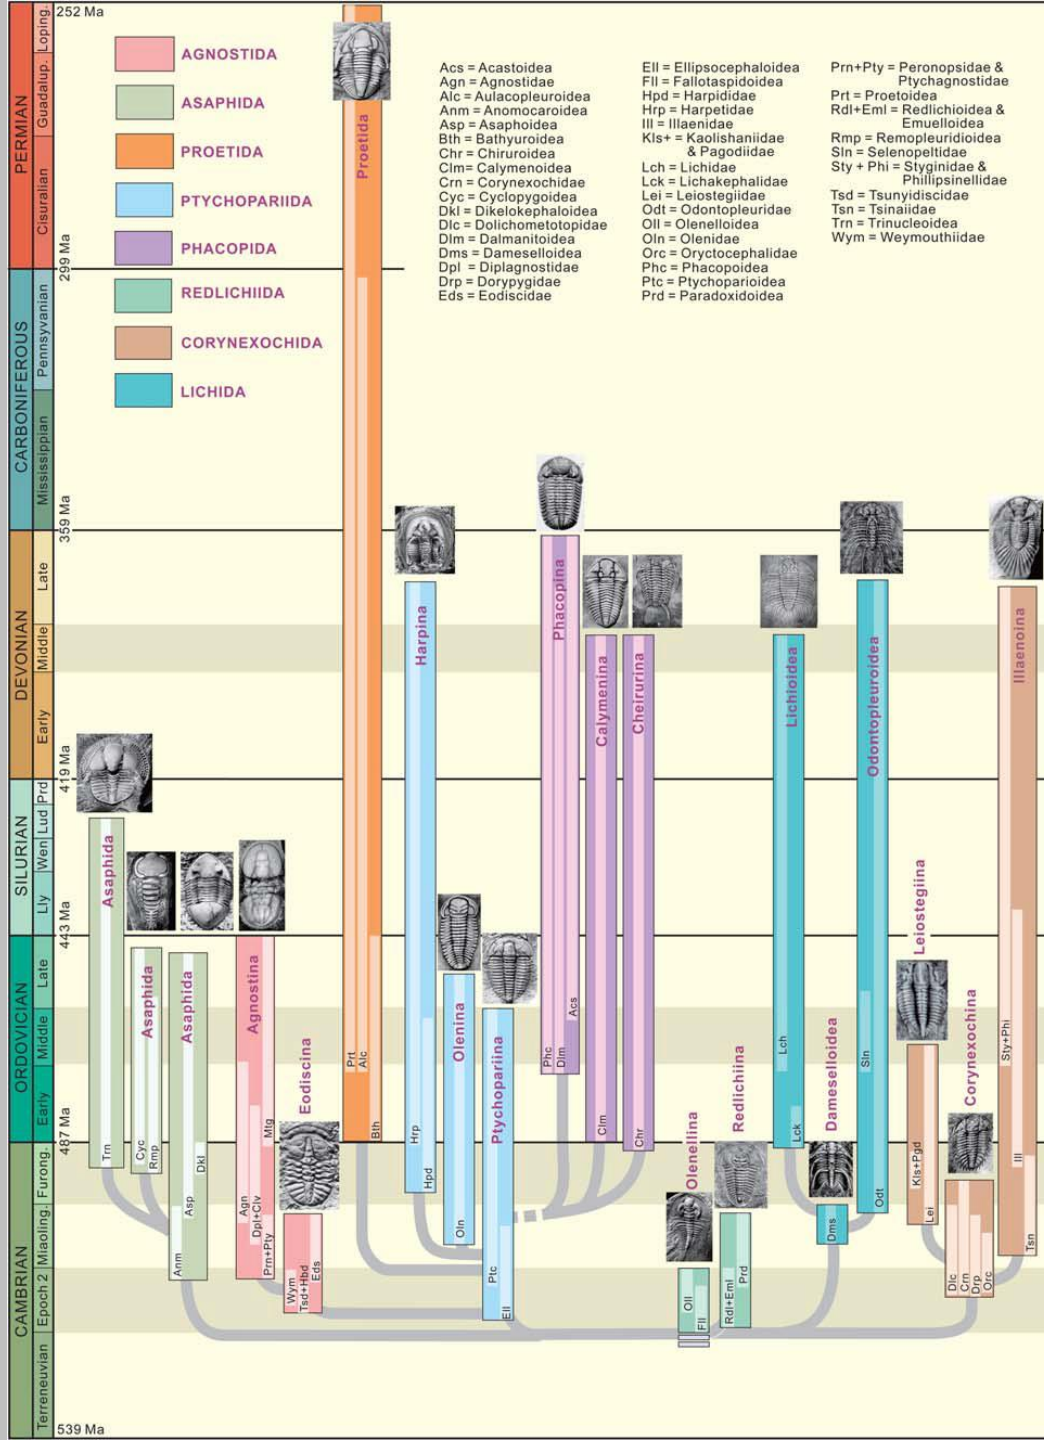 252 Ma
299 Ma
359 Ma
419 Ma
443 Ma
487 Ma
539 Ma
PERMIAN
Loping.
Guadalup.
Cisuralian
CARBONIFEROUS
Pennsyvanian
Mississippian
DEVONIAN
Late
Middle
Early
SILURIAN
Prd
Lud
Wen
Lly
ORDOVICIAN
Late
Middle
Early
CAMBRIAN
Furong.
Miaoling.
Epoch 2
Terreneuvian
AGNOSTIDA
ASAPHIDA
PROETIDA
PTYCHOPARIIDA
PHACOPIDA
REDLICHIIDA
CORYNEXOCHIDA
LICHIDA
Acs = Acastoidea
Agn = Agnostidae
Alc = Aulacopleuroidea
Anm = Anomocaroidea
Asp = Asaphoidea
Bth = Bathyuroidea
Chr = Chiruroidea
Clm= Calymenoidea
Crn = Corynexochidae
Cyc = Cyclopygoidea
Dkl = Dikelokephaloidea
Dlc = Dolichometotopidae
Dlm = Dalmanitoidea
Dms = Dameselloidea
Dpl = Diplagnostidae
Drp = Dorypygidae
Eds = Eodiscidae
Ell = Ellipsocephaloidea
Fll = Fallotaspidoidea
Hpd = Harpididae
Hrp = Harpetidae
Ill = Illaenidae
Kls+ = Kaolishaniidae
& Pagodiidae
Lch = Lichidae
Lck = Lichakephalidae
Lei = Leiostegiidae
Odt = Odontopleuridae
Oll = Olenelloidea
Oln = Olenidae
Orc = Oryctocephalidae
Phc = Phacopoidea
Ptc = Ptychoparioidea
Prd = Paradoxidoidea
Prn+Pty = Peronopsidae &
Ptychagnostidae
Prt = Proetoidea
Rdl+Eml = Redlichioidea &
Emuelloidea
Rmp = Remopleuridioidea
Sln = Selenopeltidae
Sty + Phi = Styginidae &
Phillipsinellidae
Tsd = Tsunyidiscidae
Tsn = Tsinaiidae
Trn = Trinucleoidea
Wym = Weymouthiidae
Asaphida
Trn
Asaphida
Cyc
Rmp
Asaphida
Anm
Asp
Dkl
Agnostina
Agn
Dpl+Clv
Prn+Pty
Mtg
Eodiscina
Wym
Tsd+Hbd
Eds
Proetida
Prt
Alc
Bth
Harpina
Hrp
Hpd
Olenina
Oln
Ptychopariina
Ptc
Ell
Phacopina
Phc
Dlm
Acs
Calymenina
Clm
Cheirurina
Chr
Olenellina
Oll
Fll
Redlichiina
Rdl+Eml
Prd
Lichioidea
Lch
Lck
Dameselloidea
Dms
Odontopleuroidea
Sln
Odt
Leiostegiina
Kls+Pgd
Lei
Corynexochina
Dlc
Crn
Drp
Orc
Illaenoina
Sty+Phi
Ill
Tsn